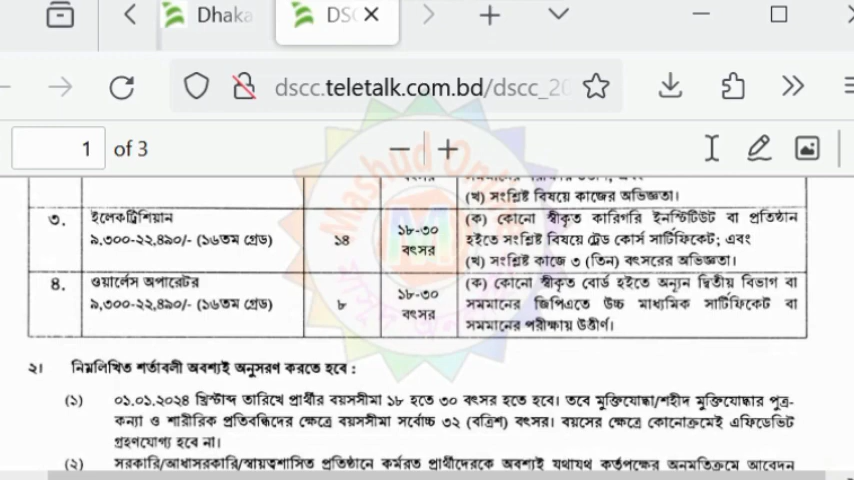 Dhaka
DSC
dscc.teletalk.com.bd/dscc_20
1 of 3
(খ) সংশ্লিষ্ট বিষয়ে কাজের অভিজ্ঞতা।
৩. ইলেকট্রিশিয়ান
৯,৩০০-২২,৪৯০/- (১৬তম গ্রেড)
১৪
১৮-৩০
বৎসর
(ক) কোনো স্বীকৃত কারিগরি ইনস্টিটিউট বা প্রতিষ্ঠান
হইতে সংশ্লিষ্ট বিষয়ে ট্রেড কোর্স সার্টিফিকেট; এবং
(খ) সংশ্লিষ্ট কাজে ৩ (তিন) বৎসরের অভিজ্ঞতা।
৪. ওয়ার্লেস অপারেটর
৯,৩০০-২২,৪৯০/- (১৬তম গ্রেড)
৮
১৮-৩০
বৎসর
(ক) কোনো স্বীকৃত বোর্ড হইতে অন্যূন দ্বিতীয় বিভাগ বা
সমমানের জিপিএতে উচ্চ মাধ্যমিক সার্টিফিকেট বা
সমমানের পরীক্ষায় উত্তীর্ণ।
২। নিম্নলিখিত শর্তাবলী অবশ্যই অনুসরণ করতে হবে :
(১) ০১.০১.২০২৪ খ্রিস্টাব্দ তারিখে প্রার্থীর বয়সসীমা ১৮ হতে ৩০ বৎসর হতে হবে। তবে মুক্তিযোদ্ধা/শহীদ মুক্তিযোদ্ধার পুত্র-
কন্যা ও শারীরিক প্রতিবন্ধিদের ক্ষেত্রে বয়সসীমা সর্বোচ্চ ৩২ (বত্রিশ) বৎসর। বয়সের ক্ষেত্রে কোনোক্রমেই এফিডেভিট
গ্রহণযোগ্য হবে না।
(২) সরকারি/আধাসরকারি/স্বায়ত্বশাসিত প্রতিষ্ঠানে কর্মরত প্রার্থীদেরকে অবশ্যই যথাযথ কর্তৃপক্ষের অনুমতিক্রমে আবেদন
Mashud Online